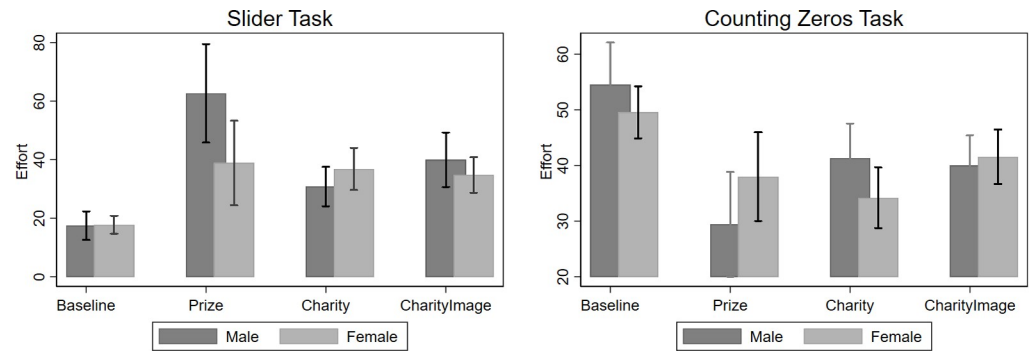 Slider Task
80
60
40
20
0
Effort
Baseline
Prize
Charity
CharityImage
Male
Female
Counting Zeros Task
60
50
40
30
20
Effort
Baseline
Prize
Charity
CharityImage
Male
Female